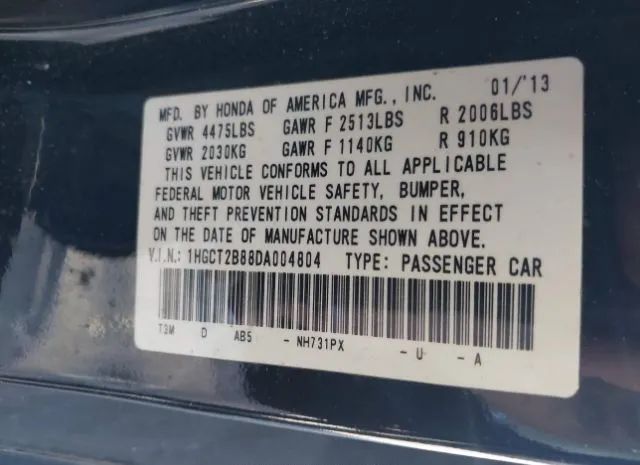 MFD. BY HONDA OF AMERICA MFG., INC. 01/'13
GVWR 4475LBS GAWR F 2513LBS R 2006LBS
GVWR 2030KG GAWR F 1140KG R 910KG
THIS VEHICLE CONFORMS TO ALL APPLICABLE
FEDERAL MOTOR VEHICLE SAFETY, BUMPER,
AND THEFT PREVENTION STANDARDS IN EFFECT
ON THE DATE OF MANUFACTURE SHOWN ABOVE.
V.I.N.: 1HGCT2B88DA004804 TYPE: PASSENGER CAR
T3M D AB5 - NH731PX - U - A